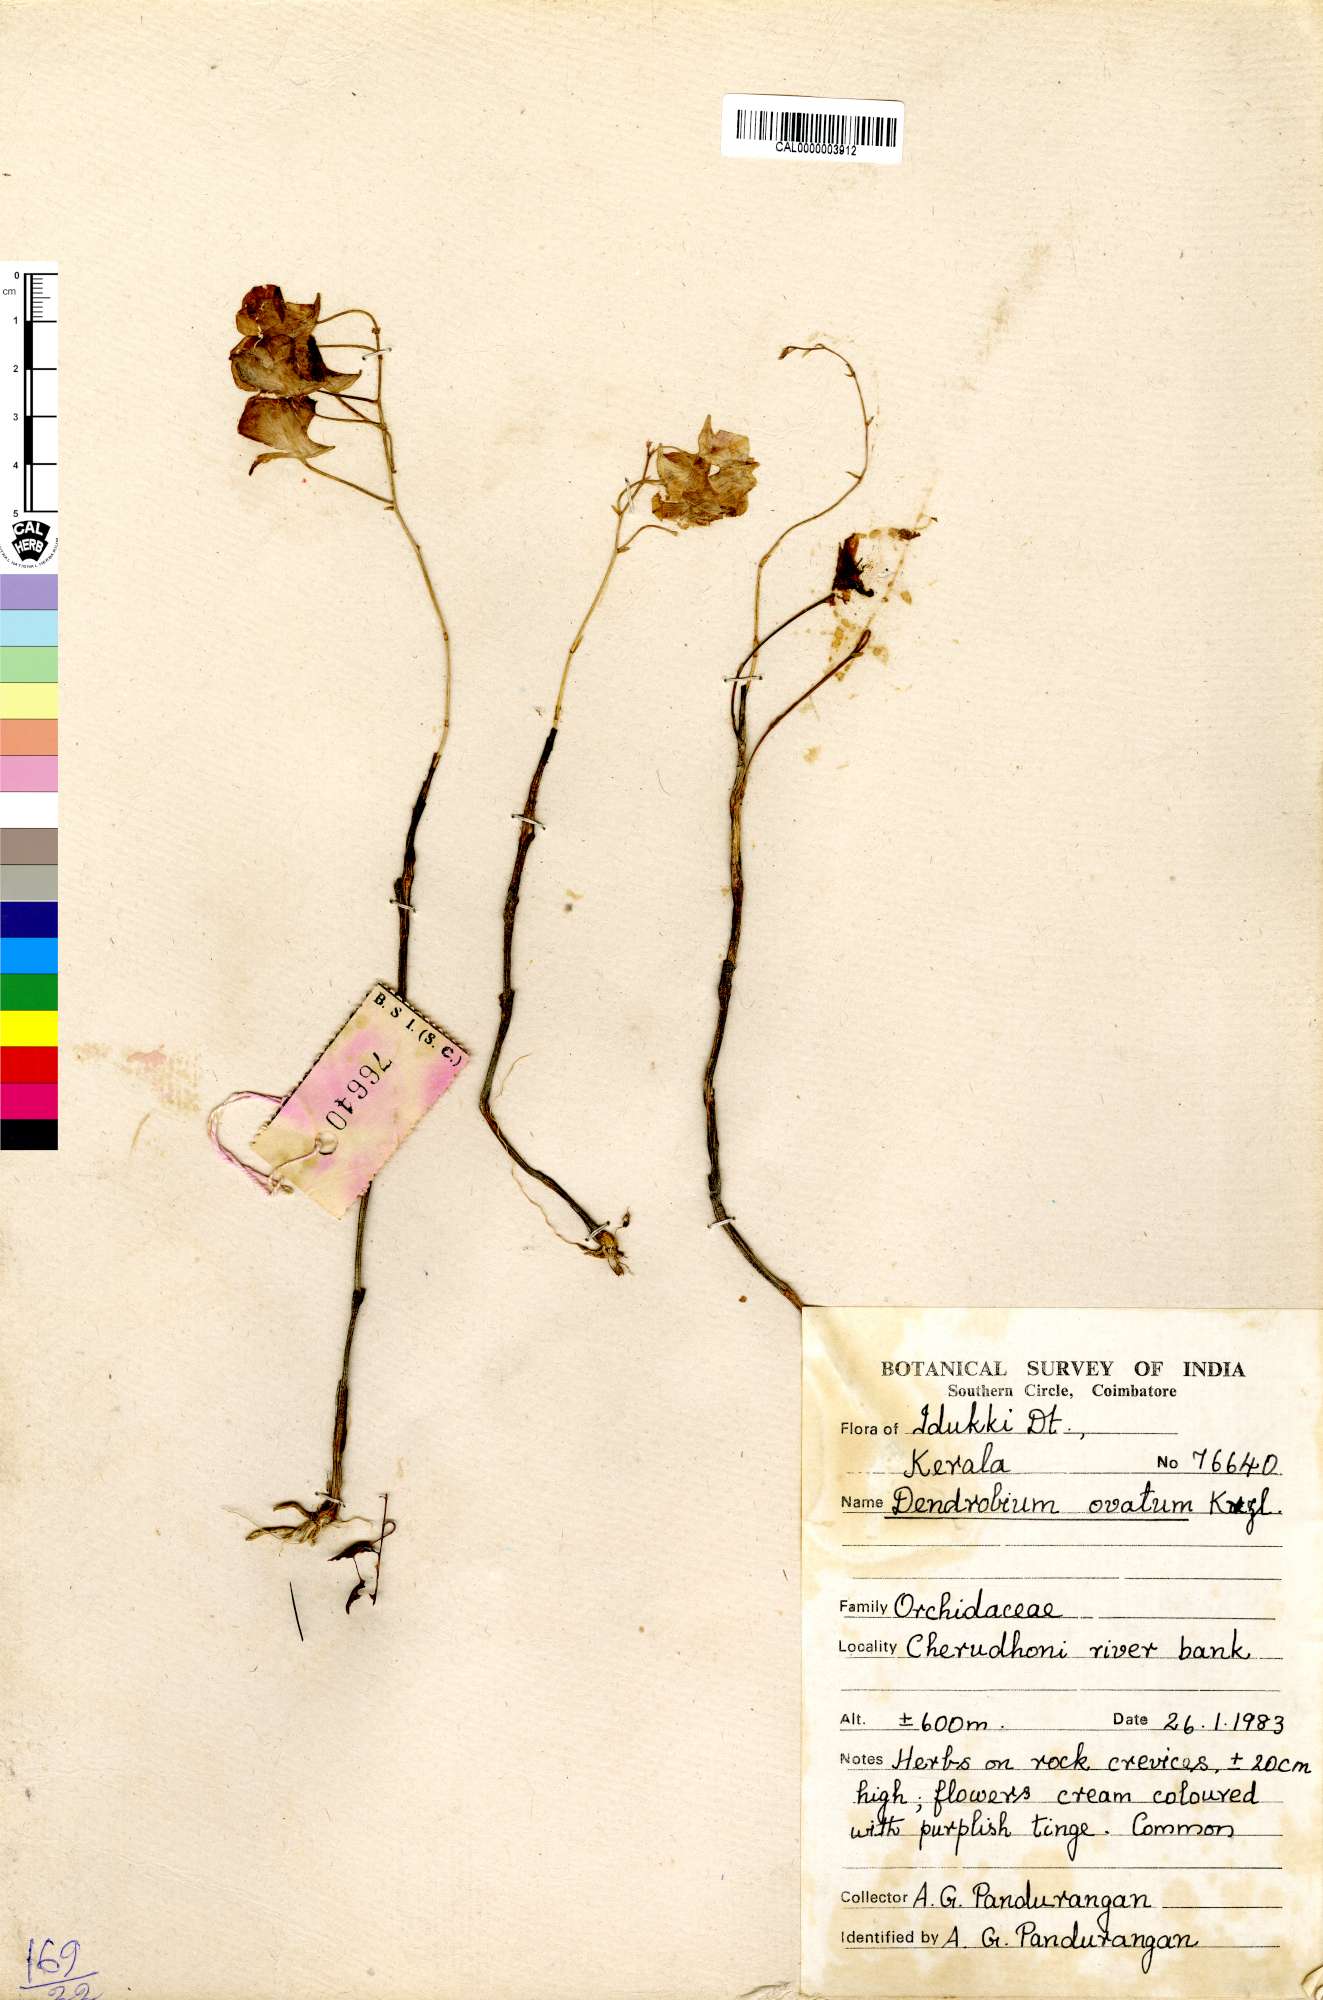 CAL0000003912
0
cm
1
2
3
4
5
CAL
HERB
B. S I. (S. C.)
76640
BOTANICAL SURVEY OF INDIA
Southern Circle, Coimbatore
Flora of Idukki Dt.,
Kerala No 76640
Name Dendrobium ovatum Krzl.
Family Orchidaceae
Locality Cherudhoni river bank
Alt. ±600m. Date 26.1.1983
Notes Herbs on rock crevices, ± 20cm
high; flowers cream coloured
with purplish tinge. Common
Collector A. G. Pandurangan
Identified by A. G. Pandurangan
169
22